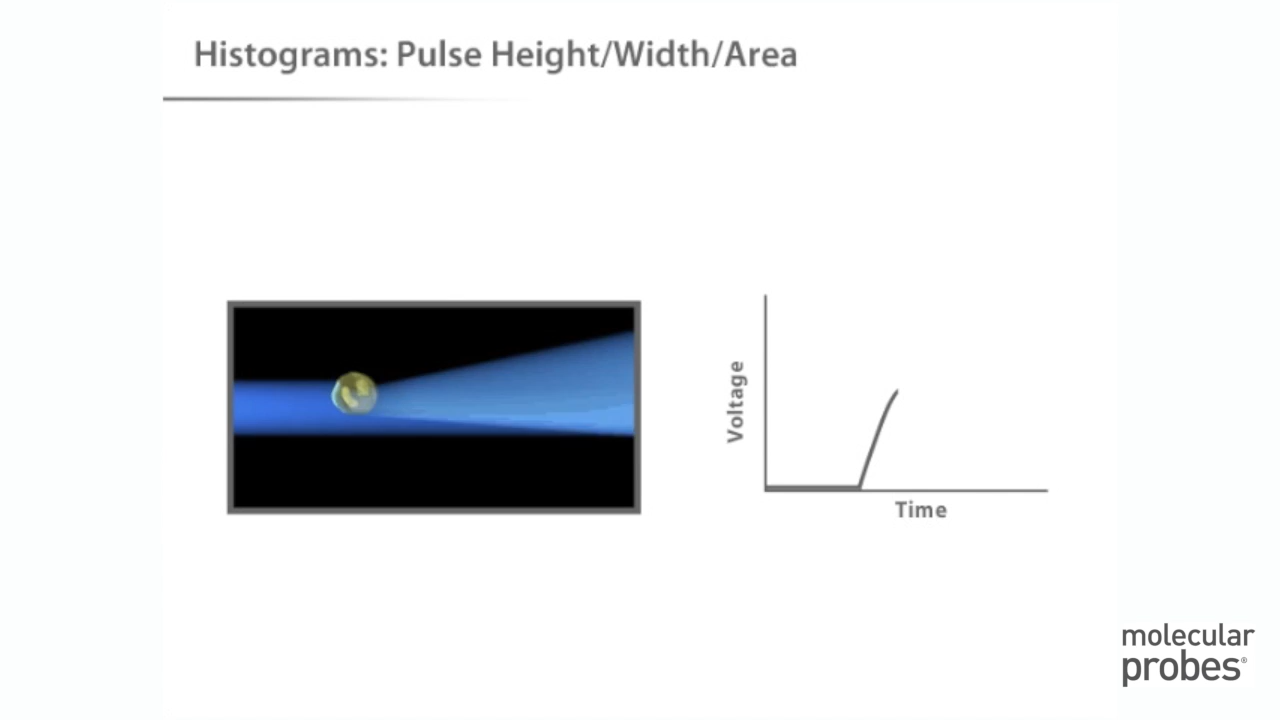 Histograms: Pulse Height/Width/Area
Voltage
Time
molecular
probes®